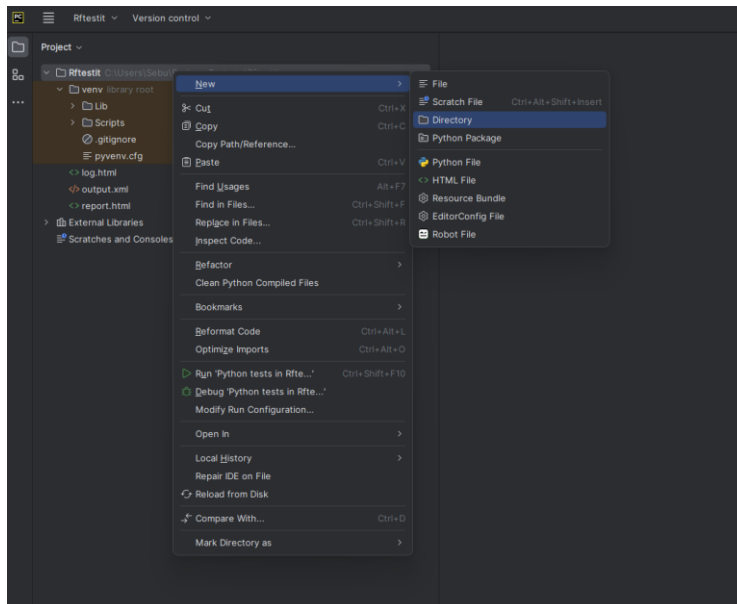 PC
Rftestit
Version control
Project
Rftestit C:\Users\Sebu\
venv library root
Lib
Scripts
.gitignore
pyvenv.cfg
log.html
output.xml
report.html
External Libraries
Scratches and Consoles
New
Cut Ctrl+X
Copy Ctrl+C
Copy Path/Reference...
Paste Ctrl+V
Find Usages Alt+F7
Find in Files... Ctrl+Shift+F
Replace in Files... Ctrl+Shift+R
Inspect Code...
Refactor
Clean Python Compiled Files
Bookmarks
Reformat Code Ctrl+Alt+L
Optimize Imports Ctrl+Alt+O
Run 'Python tests in Rfte...' Ctrl+Shift+F10
Debug 'Python tests in Rfte...'
Modify Run Configuration...
Open In
Local History
Repair IDE on File
Reload from Disk
Compare With... Ctrl+D
Mark Directory as
File
Scratch File Ctrl+Alt+Shift+Insert
Directory
Python Package
Python File
HTML File
Resource Bundle
EditorConfig File
Robot File